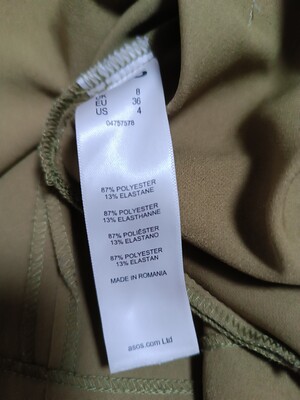 UK 8
EU 36
US 4
04757578
87% POLYESTER
13% ELASTANE
87% POLYESTER
13% ELASTHANNE
87% POLIÉSTER
13% ELASTANO
87% POLYESTER
13% ELASTAN
MADE IN ROMANIA
asos.com Ltd